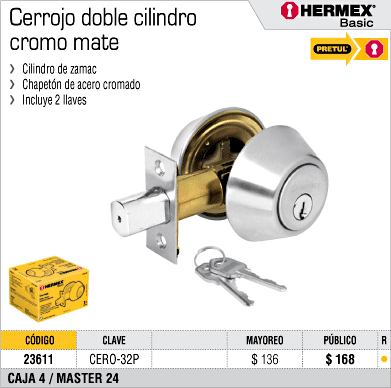 Cerrojo doble cilindro
cromo mate
HERMEX
Basic
PRETUL
Cilindro de zamac
Chapetón de acero cromado
Incluye 2 llaves
HERMEX
CÓDIGO CLAVE MAYOREO PÚBLICO R
23611 CERO-32P $ 136 $ 168
CAJA 4 / MASTER 24